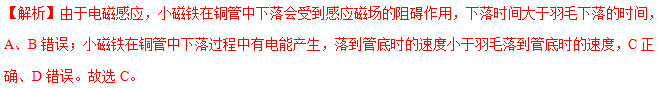 【解析】由于电磁感应，小磁铁在铜管中下落会受到感应磁场的阻碍作用，下落时间大于羽毛下落的时间，
A、B 错误；小磁铁在铜管中下落过程中有电能产生，落到管底时的速度小于羽毛落到管底时的速度，C 正
确、D 错误。故选 C。